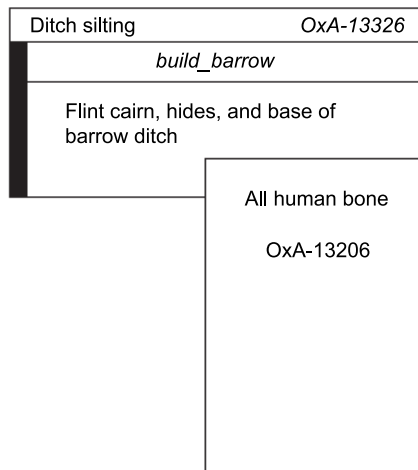 Ditch silting OxA-13326
build_barrow
Flint cairn, hides, and base of
barrow ditch
All human bone
OxA-13206